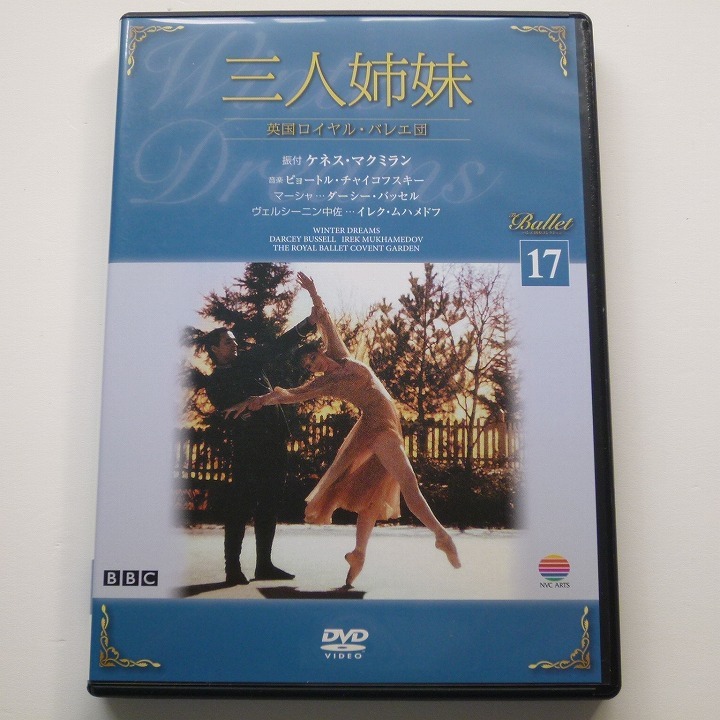 Winter
Dreams
三人姉妹
英国ロイヤル・バレエ団
振付 ケネス・マクミラン
音楽 ピョートル・チャイコフスキー
マーシャ… ダーシー・バッセル
ヴェルシーニン中佐… イレク・ムハメドフ
WINTER DREAMS
DARCEY BUSSELL IREK MUKHAMEDOV
THE ROYAL BALLET COVENT GARDEN
Ballet
17
BBC
NVC ARTS
DVD
VIDEO